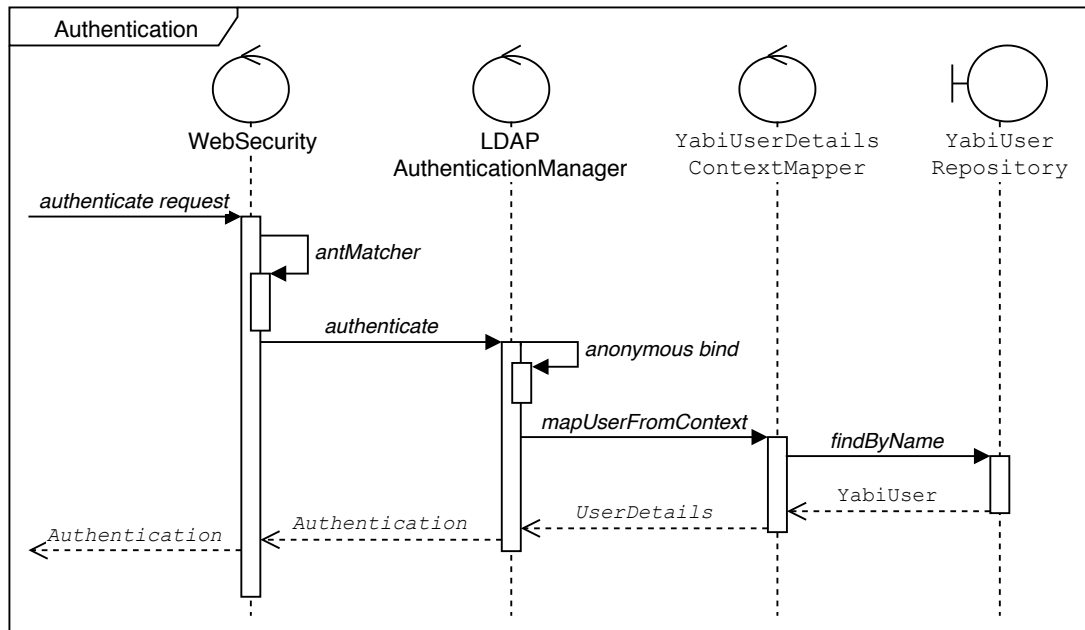 Authentication
WebSecurity
LDAP
AuthenticationManager
YabiUserDetails
ContextMapper
YabiUser
Repository
authenticate request
antMatcher
authenticate
anonymous bind
mapUserFromContext
findByName
YabiUser
UserDetails
Authentication
Authentication